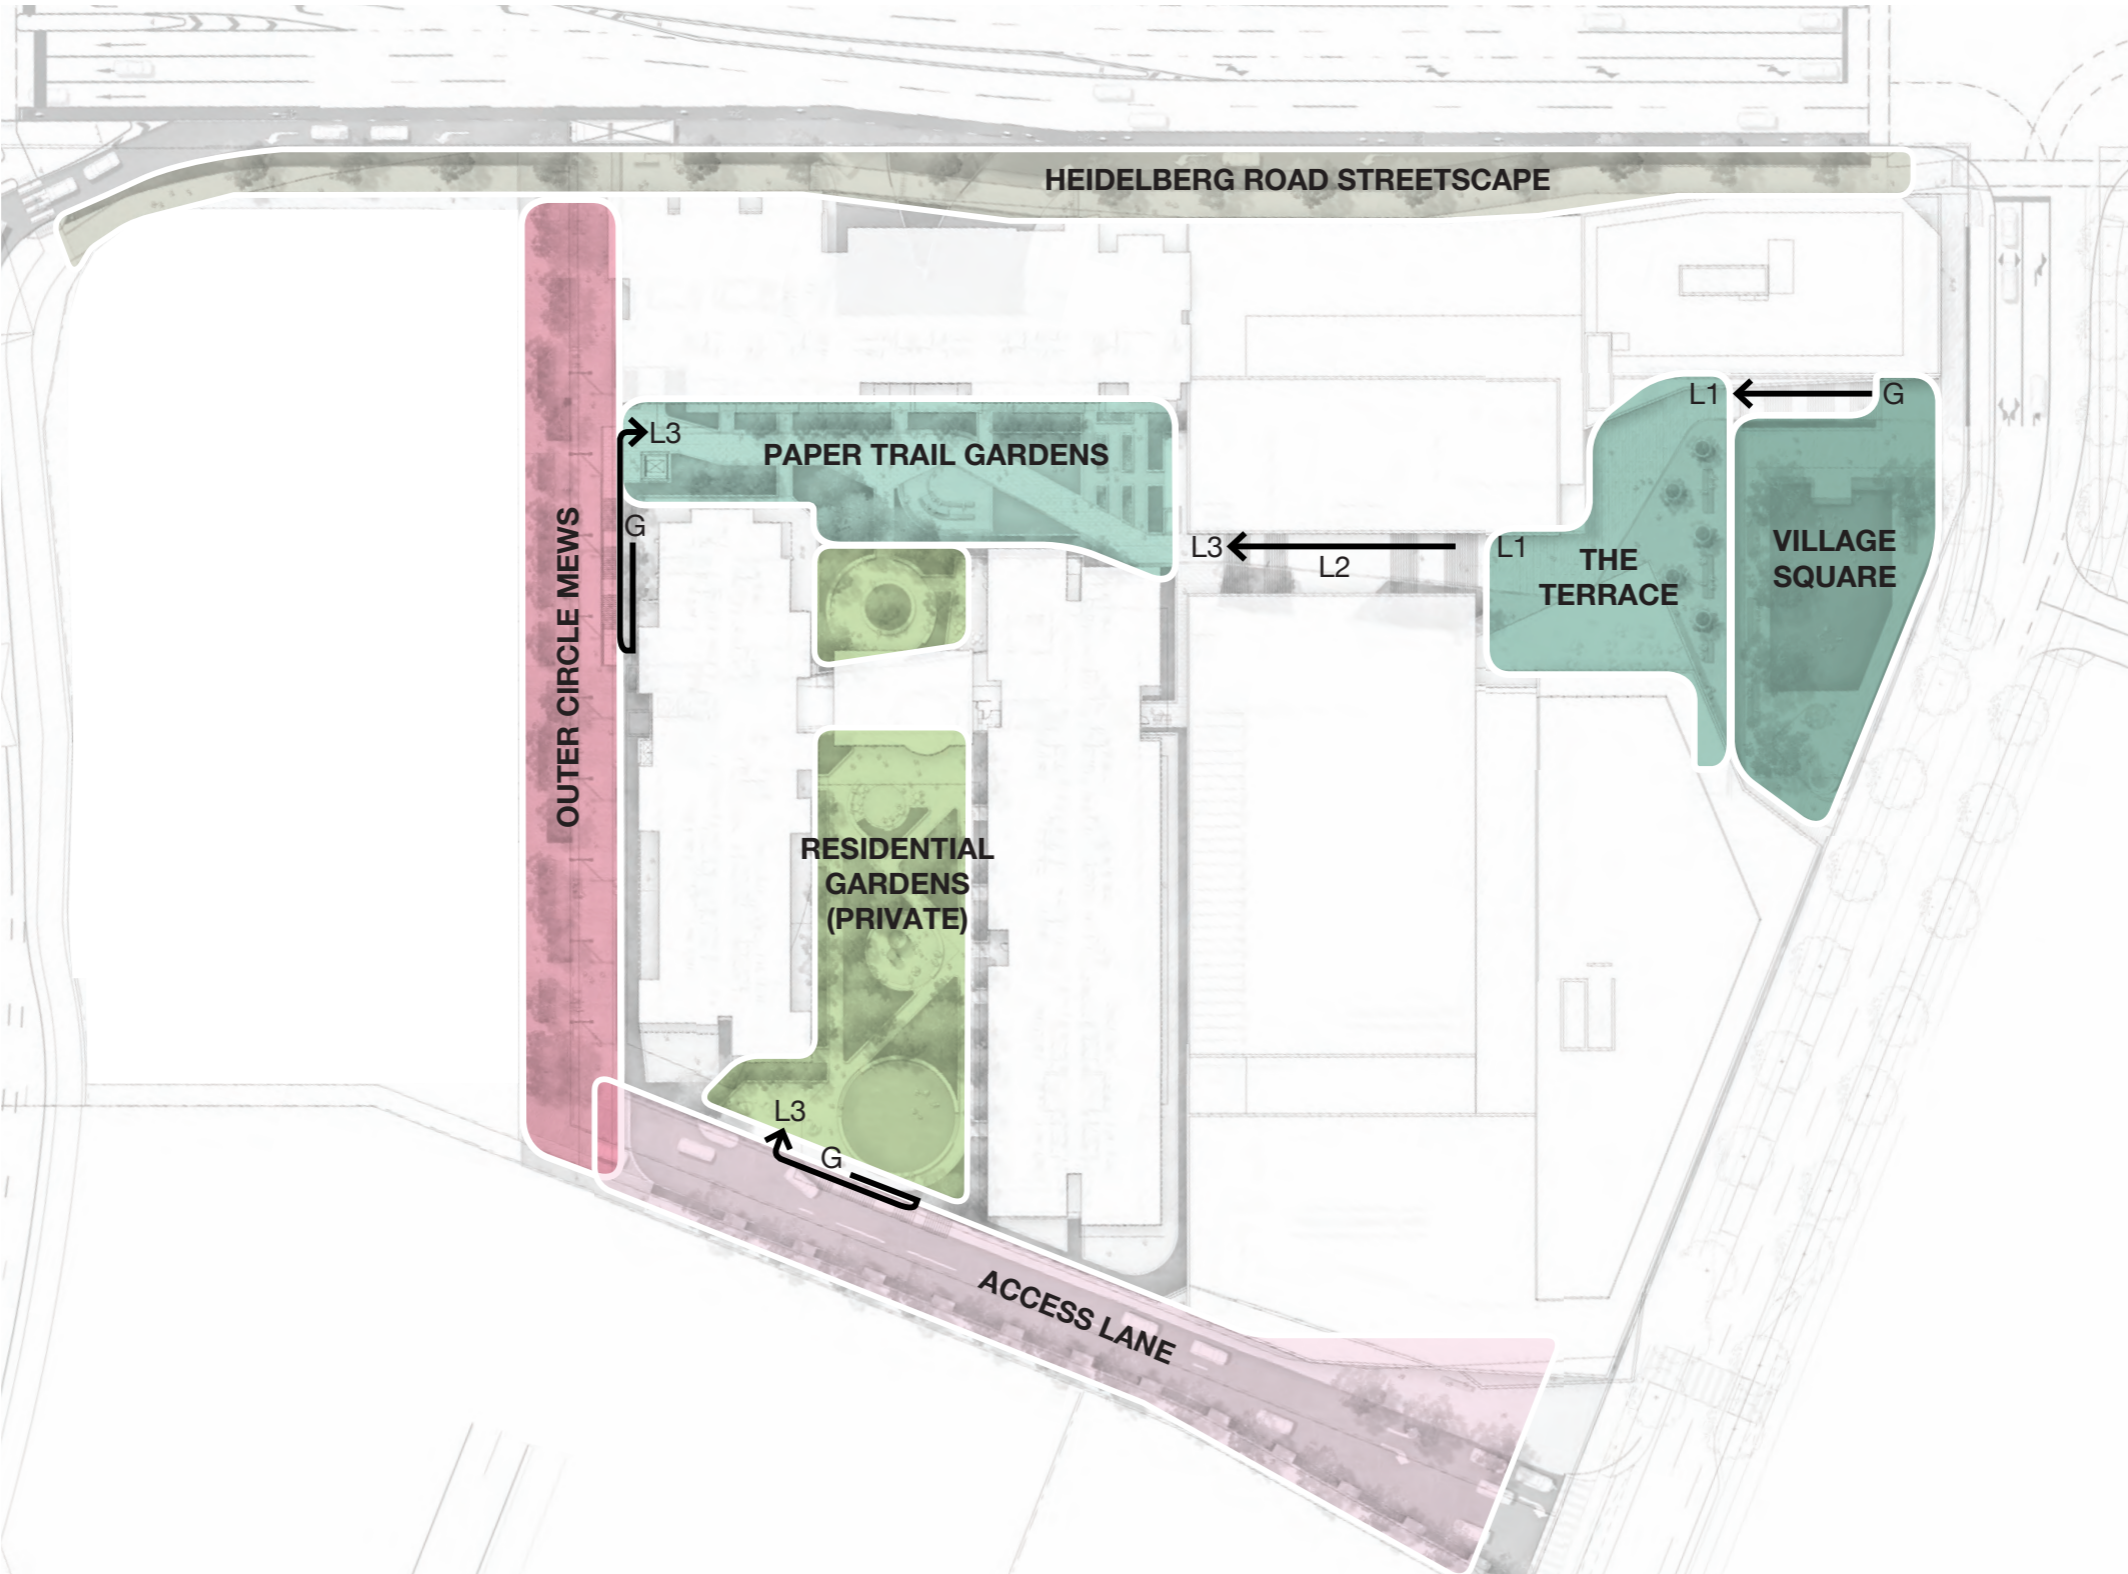 HEIDELBERG ROAD STREETSCAPE
L1
G
L3
PAPER TRAIL GARDENS
G
L3
L2
L1
THE
TERRACE
VILLAGE
SQUARE
OUTER CIRCLE MEWS
RESIDENTIAL
GARDENS
(PRIVATE)
L3
G
ACCESS LANE